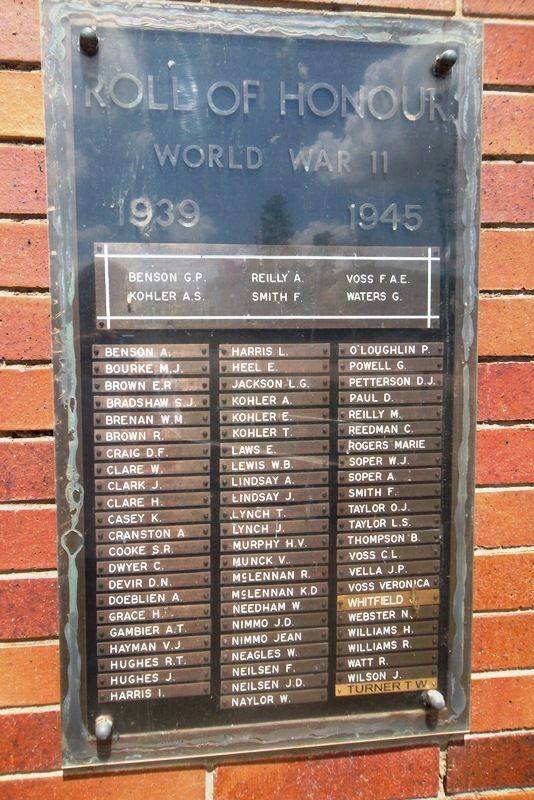 ROLL OF HONOUR
WORLD WAR II
1939 1945
BENSON G.P. REILLY A. VOSS F.A.E.
KOHLER A.S. SMITH F. WATERS G.
BENSON A.
BOURKE M.J.
BROWN E.R.
BRADSHAW S.J.
BRENAN W.M.
BROWN R.
CRAIG D.F.
CLARE W.
CLARK J.
CLARE H.
CASEY K.
CRANSTON A
COOKE S.R.
DWYER C.
DEVIR D.N.
DOEBLIEN A.
GRACE H.
GAMBIER A.T.
HAYMAN V.J
HUGHES R.T.
HUGHES J.
HARRIS I.
HARRIS L.
HEEL E.
JACKSON L.G.
KOHLER A.
KOHLER E.
KOHLER T.
LAWS E.
LEWIS W.B.
LINDSAY A.
LINDSAY J.
LYNCH T.
LYNCH J.
MURPHY H.V.
MUNCK V.
McLENNAN R.
McLENNAN K.D
NEEDHAM W.
NIMMO J.D.
NIMMO JEAN
NEAGLES W.
NEILSEN F.
NEILSEN J.D.
NAYLOR W.
O'LOUGHLIN P.
POWELL G.
PETTERSON D.J.
PAUL D.
REILLY M.
REEDMAN C.
ROGERS MARIE
SOPER W.J.
SOPER A.
SMITH F.
TAYLOR O.J.
TAYLOR L.S.
THOMPSON B.
VOSS C.L
VELLA J.P.
VOSS VERONICA
WHITFIELD
WEBSTER N.
WILLIAMS H.
WILLIAMS R.
WATT R.
WILSON J.
TURNER T W